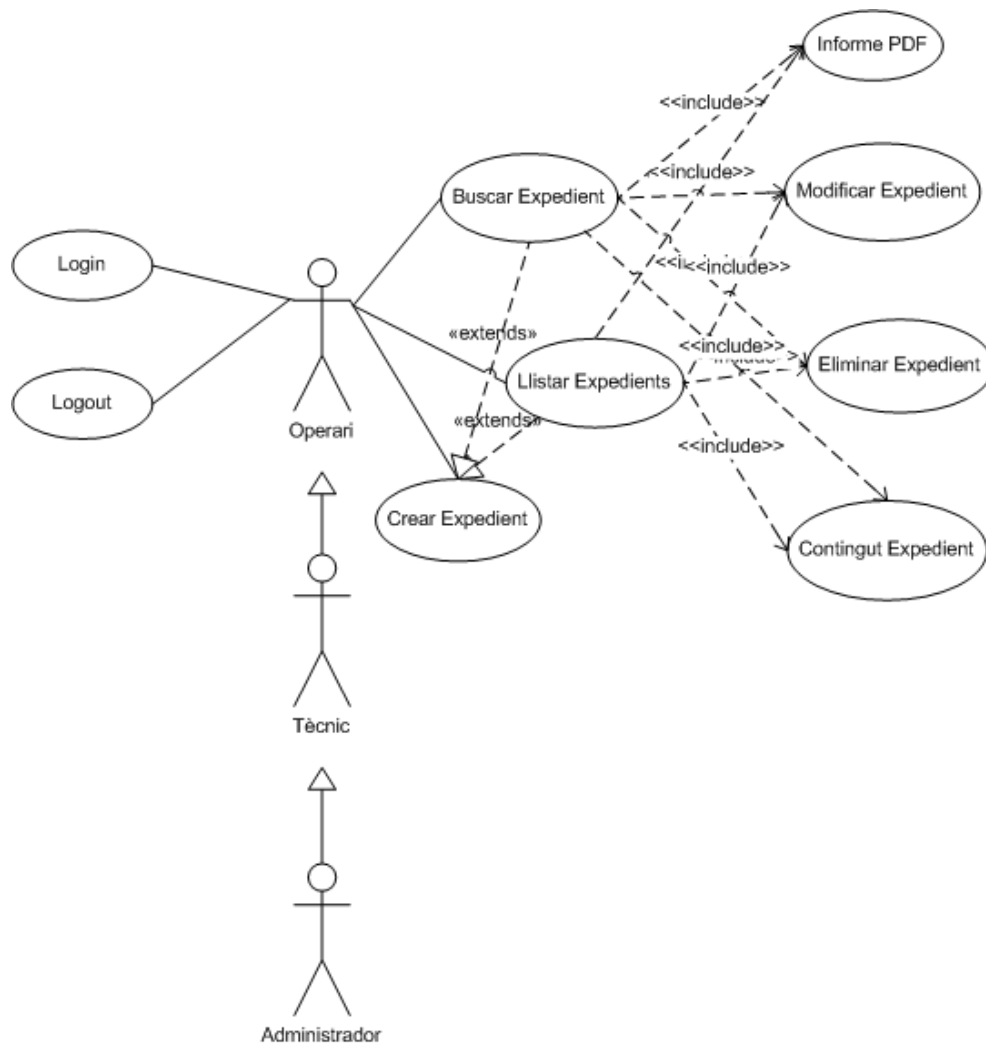 Informe PDF
<<include>>
<<include>>
Modificar Expedient
Buscar Expedient
Login
<<include>>
«extends»
<<include>>
Eliminar Expedient
Llistar Expedients
Logout
«extends»
Operari
<<include>>
Crear Expedient
Contingut Expedient
Tècnic
Administrador